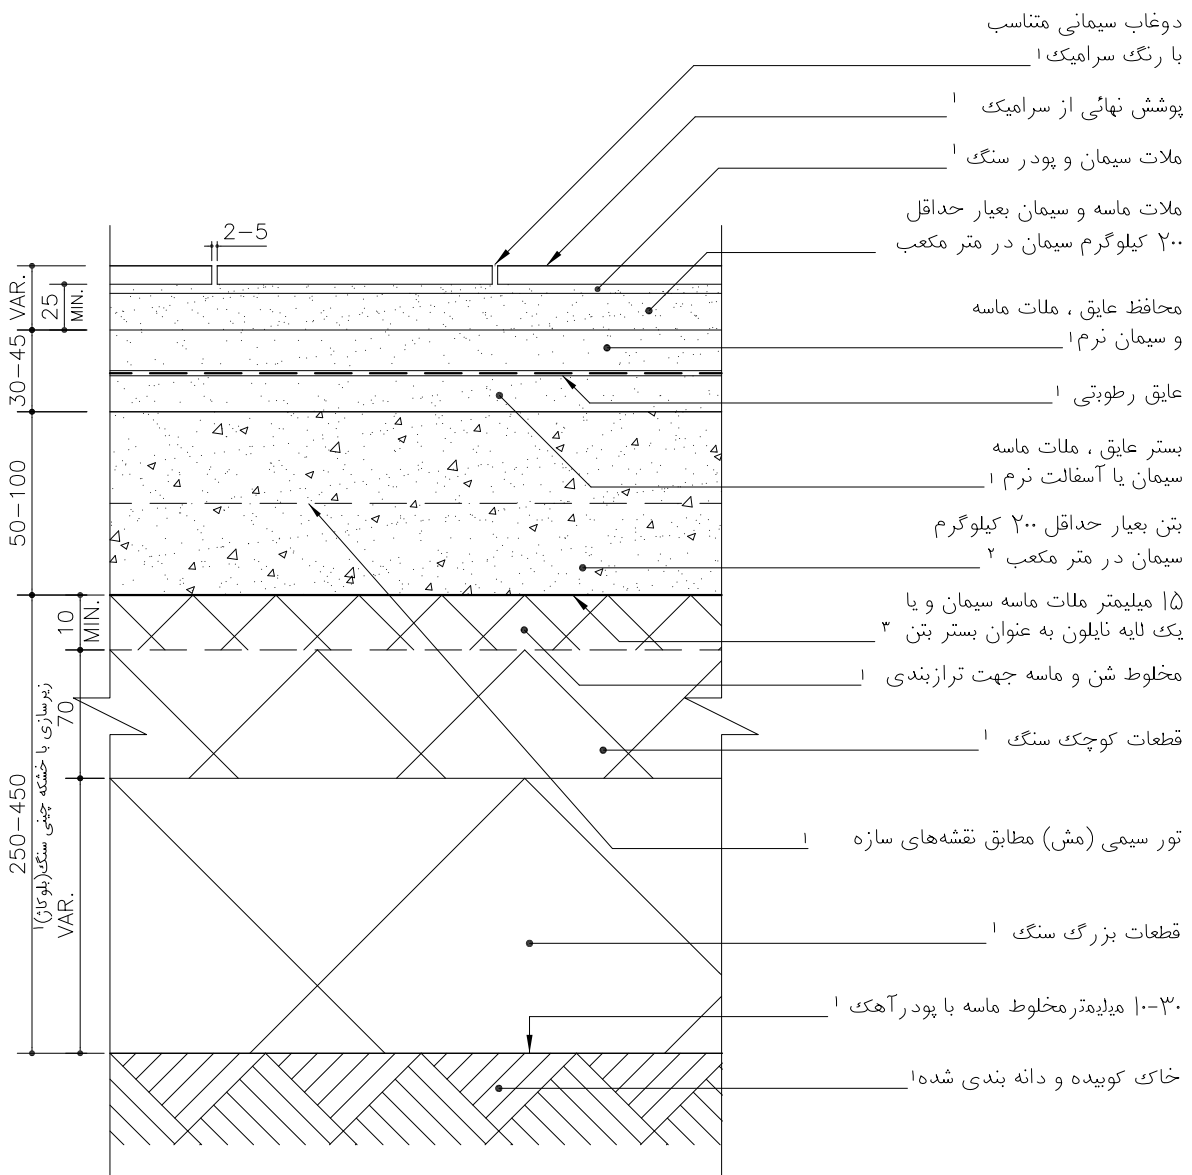 دوغاب سیمانی متناسب
با رنگ سرامیک ۱
پوشش نهائی از سرامیک ۱
ملات سیمان و پودر سنگ ۱
ملات ماسه و سیمان بعیار حداقل
۲۰۰ کیلوگرم سیمان در متر مکعب
محافظ عایق ، ملات ماسه
و سیمان نرم ۱
عایق رطوبتی ۱
بستر عایق ، ملات ماسه
سیمان یا آسفالت نرم ۱
بتن بعیار حداقل ۲۰۰ کیلوگرم
سیمان در متر مکعب ۲
۱۵ میلیمتر ملات ماسه سیمان و یا
یک لایه نایلون به عنوان بستر بتن ۳
مخلوط شن و ماسه جهت ترازبندی ۱
قطعات کوچک سنگ ۱
تور سیمی (مش) مطابق نقشه‌های سازه ۱
قطعات بزرگ سنگ ۱
۱۰-۳۰ میلیمتر مخلوط ماسه با پودر آهک ۱
خاک کوبیده و دانه بندی شده ۱
2-5
VAR.
25
MIN.
30-45
50-100
10
MIN.
70
250-450
زیرسازی با خشکه چینی سنگ(بلوکاژ)۱
VAR.